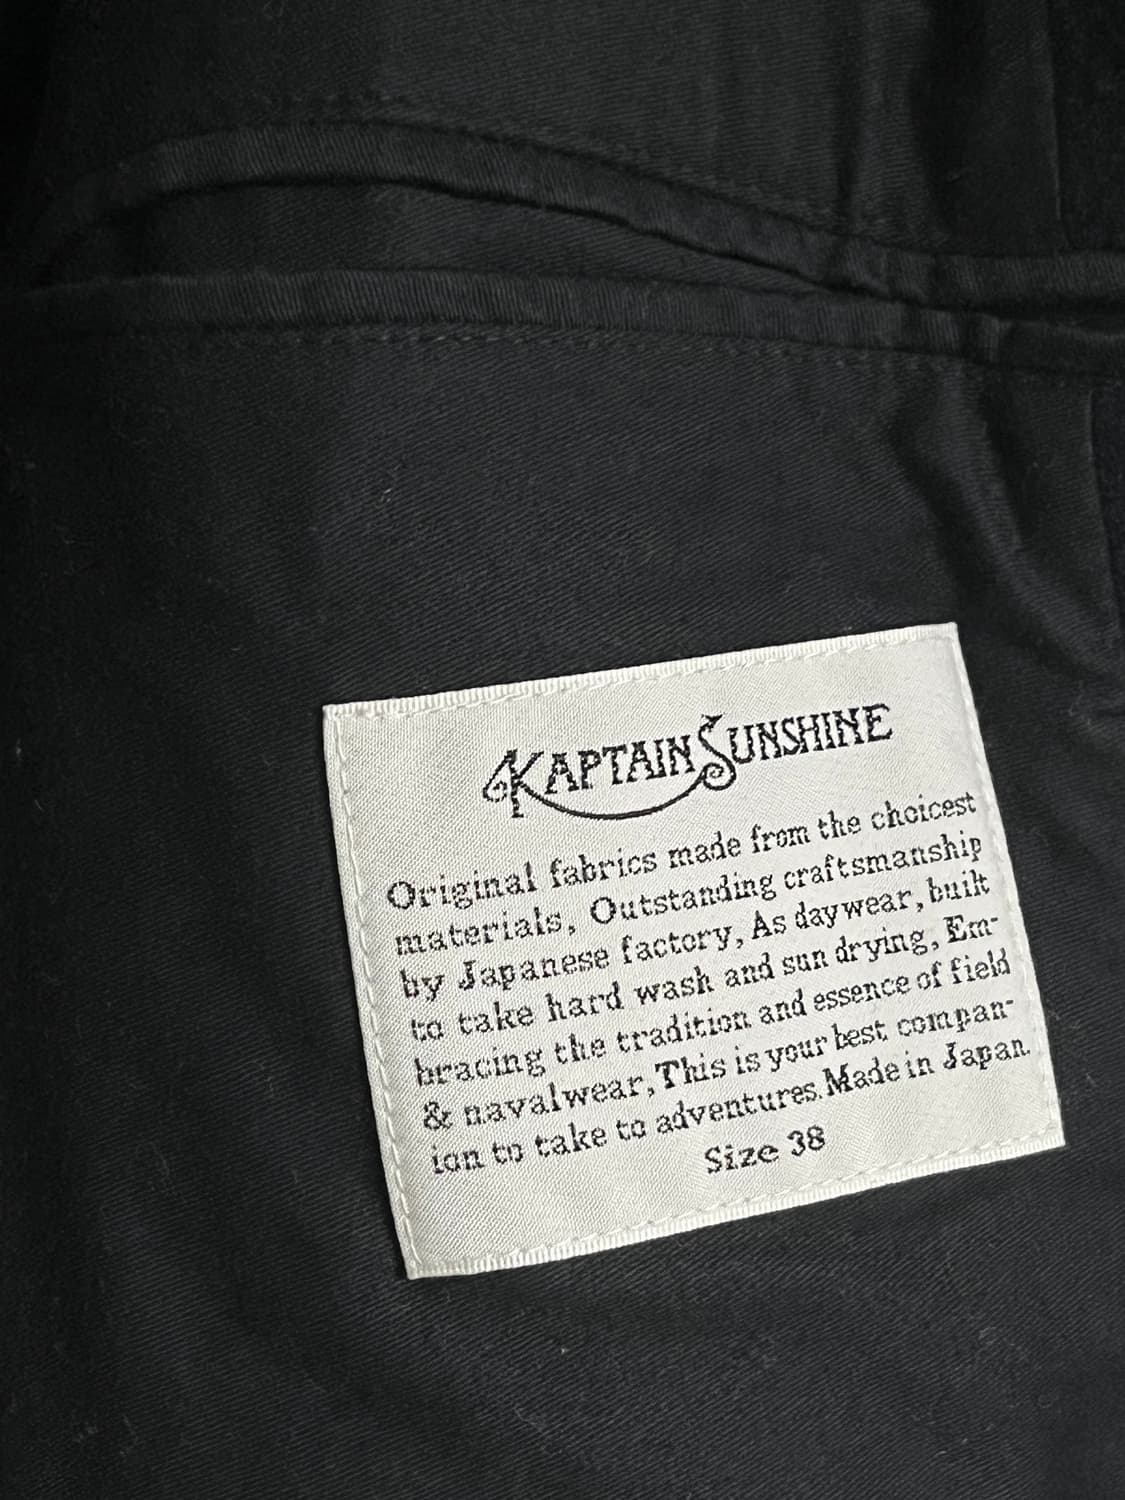 KAPTAIN SUNSHINE
Original fabrics made from the choicest
materials, Outstanding craftsmanship
by Japanese factory, As daywear, built
to take hard wash and sun drying, Em-
bracing the tradition and essence of field
& navalwear, This is your best compan-
ion to take to adventures. Made in Japan.
Size 38